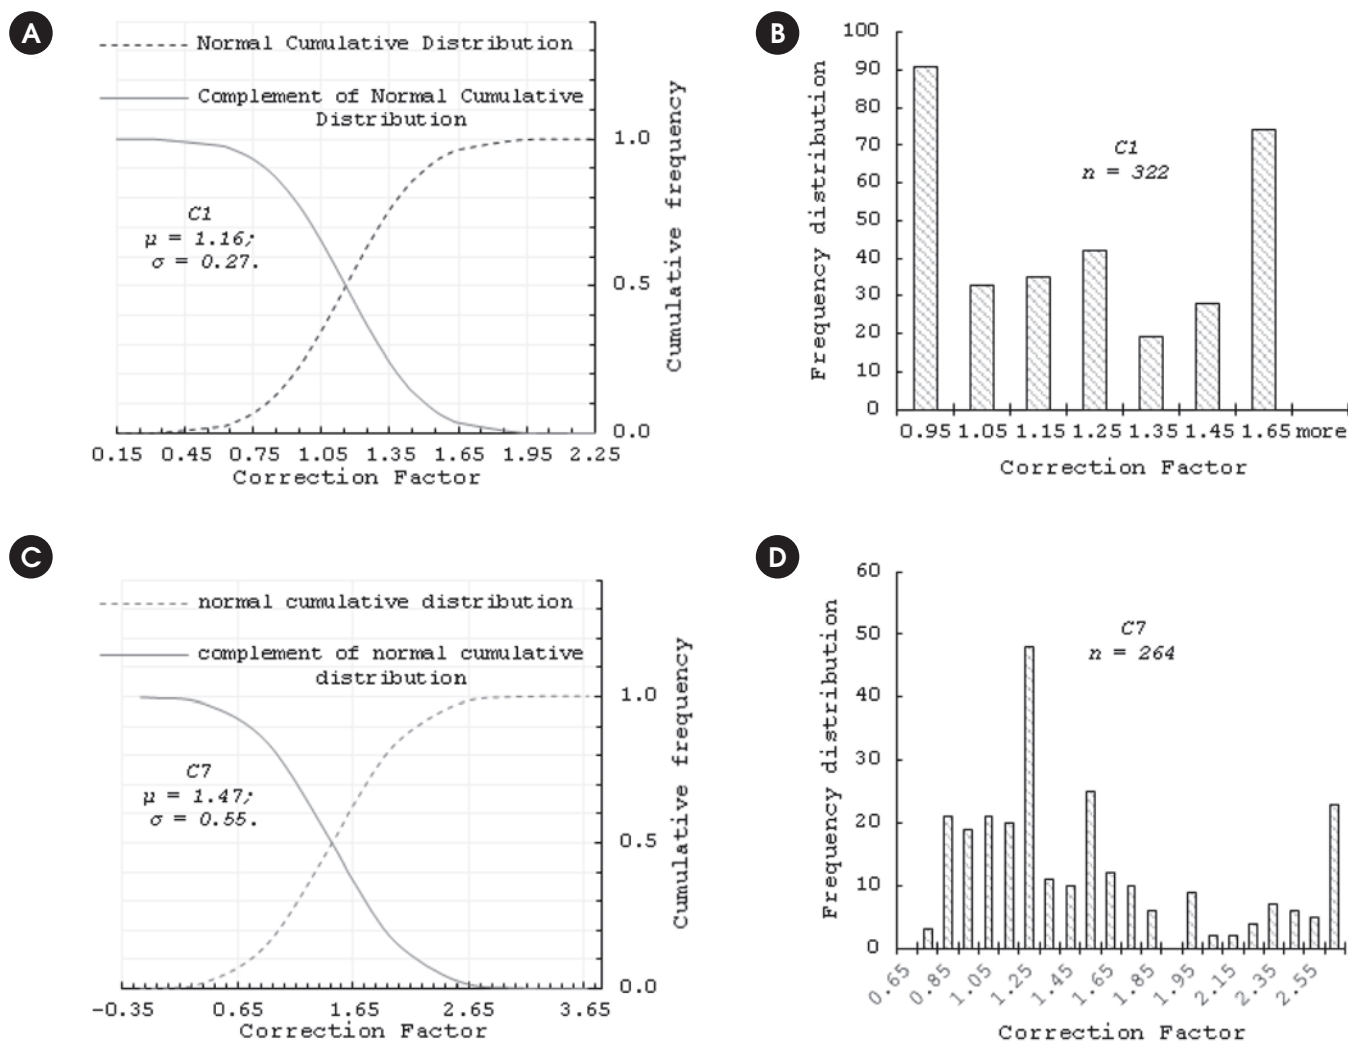 A
Normal Cumulative Distribution
Complement of Normal Cumulative
Distribution
C1
μ = 1.16;
σ = 0.27.
1.0
0.5
0.0
Cumulative frequency
0.15 0.45 0.75 1.05 1.35 1.65 1.95 2.25
Correction Factor
B
100
90
80
70
60
50
40
30
20
10
0
Frequency distribution
C1
n = 322
0.95 1.05 1.15 1.25 1.35 1.45 1.65 more
Correction Factor
C
normal cumulative distribution
complement of normal cumulative
distribution
C7
μ = 1.47;
σ = 0.55.
1.0
0.5
0.0
Cumulative frequency
-0.35 0.65 1.65 2.65 3.65
Correction Factor
D
60
50
40
30
20
10
0
Frequency distribution
C7
n = 264
0.65 0.85 1.05 1.25 1.45 1.65 1.85 1.95 2.15 2.35 2.55
Correction Factor